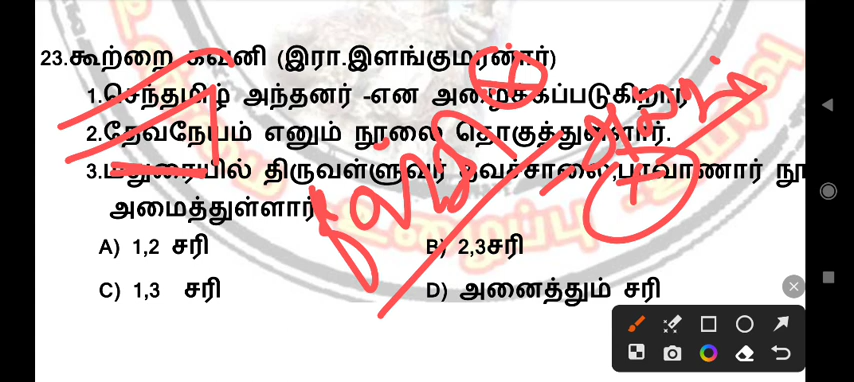 23.கூற்றை கவனி (இரா.இளங்குமரனார்)
1.செந்தமிழ் அந்தனர் -என அழைக்கப்படுகிறார்
2.தேவநேயம் எனும் நூலை தொகுத்துள்ளார்.
3.மதுரையில் திருவள்ளுவர் தவச்சாலை,பாவாணார் நூ
அமைத்துள்ளார்
A) 1,2 சரி
B) 2,3சரி
C) 1,3 சரி
D) அனைத்தும் சரி